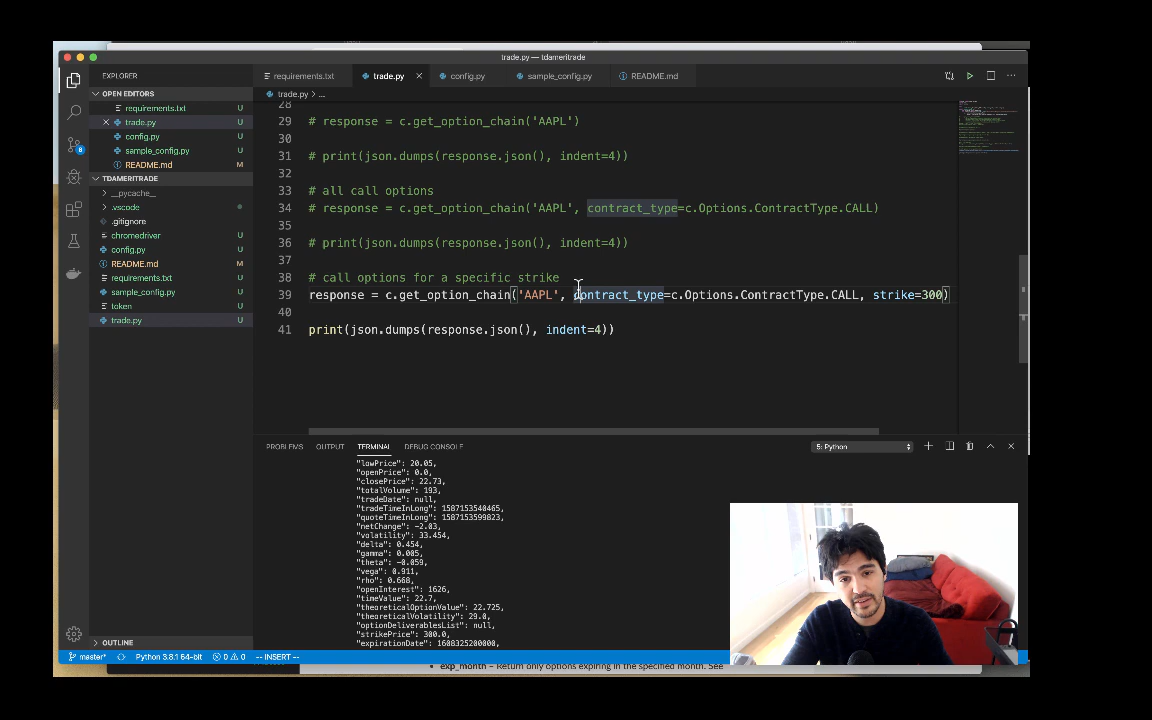 trade.py — tdameritrade
EXPLORER
requirements.txt
trade.py
config.py
sample_config.py
README.md
OPEN EDITORS
requirements.txt U
trade.py U
config.py U
sample_config.py U
README.md M
TDAMERITRADE
__pycache__
.vscode
.gitignore
chromedriver U
config.py U
README.md M
requirements.txt U
sample_config.py U
token U
trade.py U
OUTLINE
trade.py > ...
28
29 # response = c.get_option_chain('AAPL')
30
31 # print(json.dumps(response.json(), indent=4))
32
33 # all call options
34 # response = c.get_option_chain('AAPL', contract_type=c.Options.ContractType.CALL)
35
36 # print(json.dumps(response.json(), indent=4))
37
38 # call options for a specific strike
39 response = c.get_option_chain('AAPL', contract_type=c.Options.ContractType.CALL, strike=300)
40
41 print(json.dumps(response.json(), indent=4))
PROBLEMS OUTPUT TERMINAL DEBUG CONSOLE 5: Python
"lowPrice": 20.05,
"openPrice": 0.0,
"closePrice": 22.73,
"totalVolume": 193,
"tradeDate": null,
"tradeTimeInLong": 1587153540465,
"quoteTimeInLong": 1587153599823,
"netChange": -2.03,
"volatility": 33.454,
"delta": 0.454,
"gamma": 0.005,
"theta": -0.059,
"vega": 0.911,
"rho": 0.668,
"openInterest": 1626,
"timeValue": 22.7,
"theoreticalOptionValue": 22.725,
"theoreticalVolatility": 29.0,
"optionDeliverablesList": null,
"strikePrice": 300.0,
"expirationDate": 1608325200000,
master* Python 3.8.1 64-bit 0 0 -- INSERT --
exp_month – Return only options expiring in the specified month. See